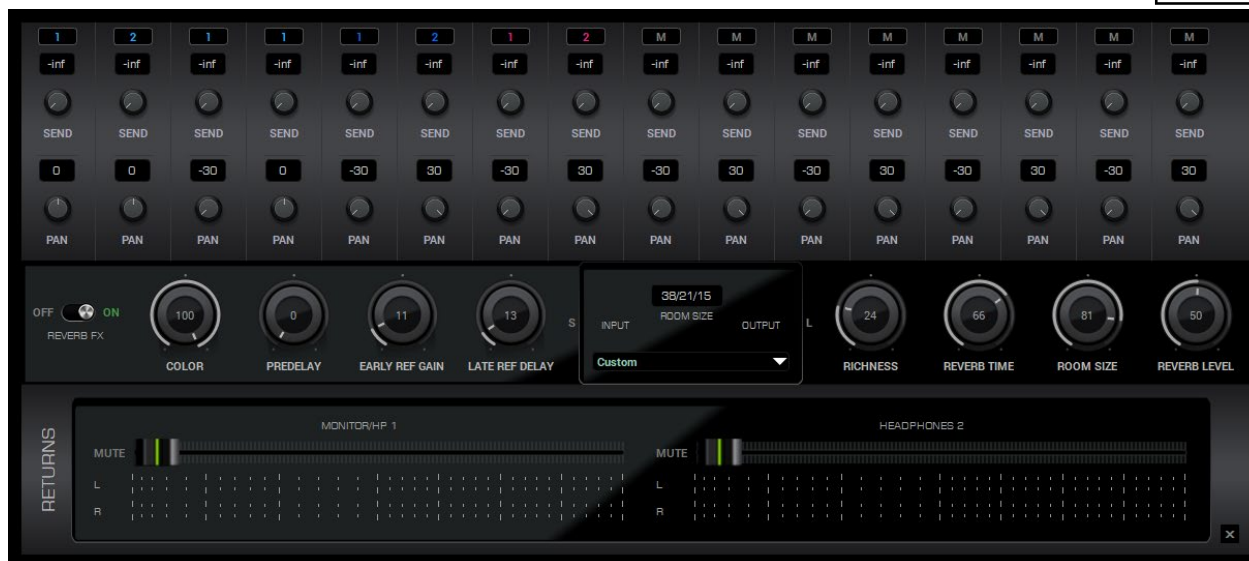 1 2 1 1 1 2 1 2 M M M M M M M M
-inf -inf -inf -inf -inf -inf -inf -inf -inf -inf -inf -inf -inf -inf -inf -inf
SEND SEND SEND SEND SEND SEND SEND SEND SEND SEND SEND SEND SEND SEND SEND SEND
0 0 -30 0 -30 30 -30 30 -30 30 -30 30 -30 30 -30 30
PAN PAN PAN PAN PAN PAN PAN PAN PAN PAN PAN PAN PAN PAN PAN PAN
OFF ON
REVERB FX
100 0 11 13
COLOR PREDELAY EARLY REF GAIN LATE REF DELAY
38/21/15
ROOM SIZE
S INPUT OUTPUT L
Custom
24 66 81 50
RICHNESS REVERB TIME ROOM SIZE REVERB LEVEL
RETURNS
MONITOR/HP 1
MUTE
L
R
HEADPHONES 2
MUTE
L
R
X